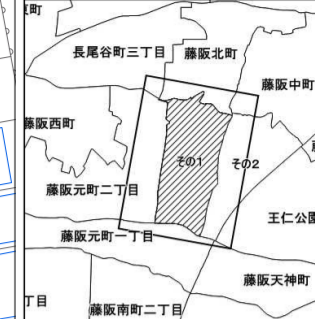 町
長尾谷町三丁目
藤阪北町
藤阪中町
藤阪西町
その1
その2
藤阪元町二丁目
王仁公園
藤阪元町一丁目
藤阪天神町
丁目
藤阪南町二丁目